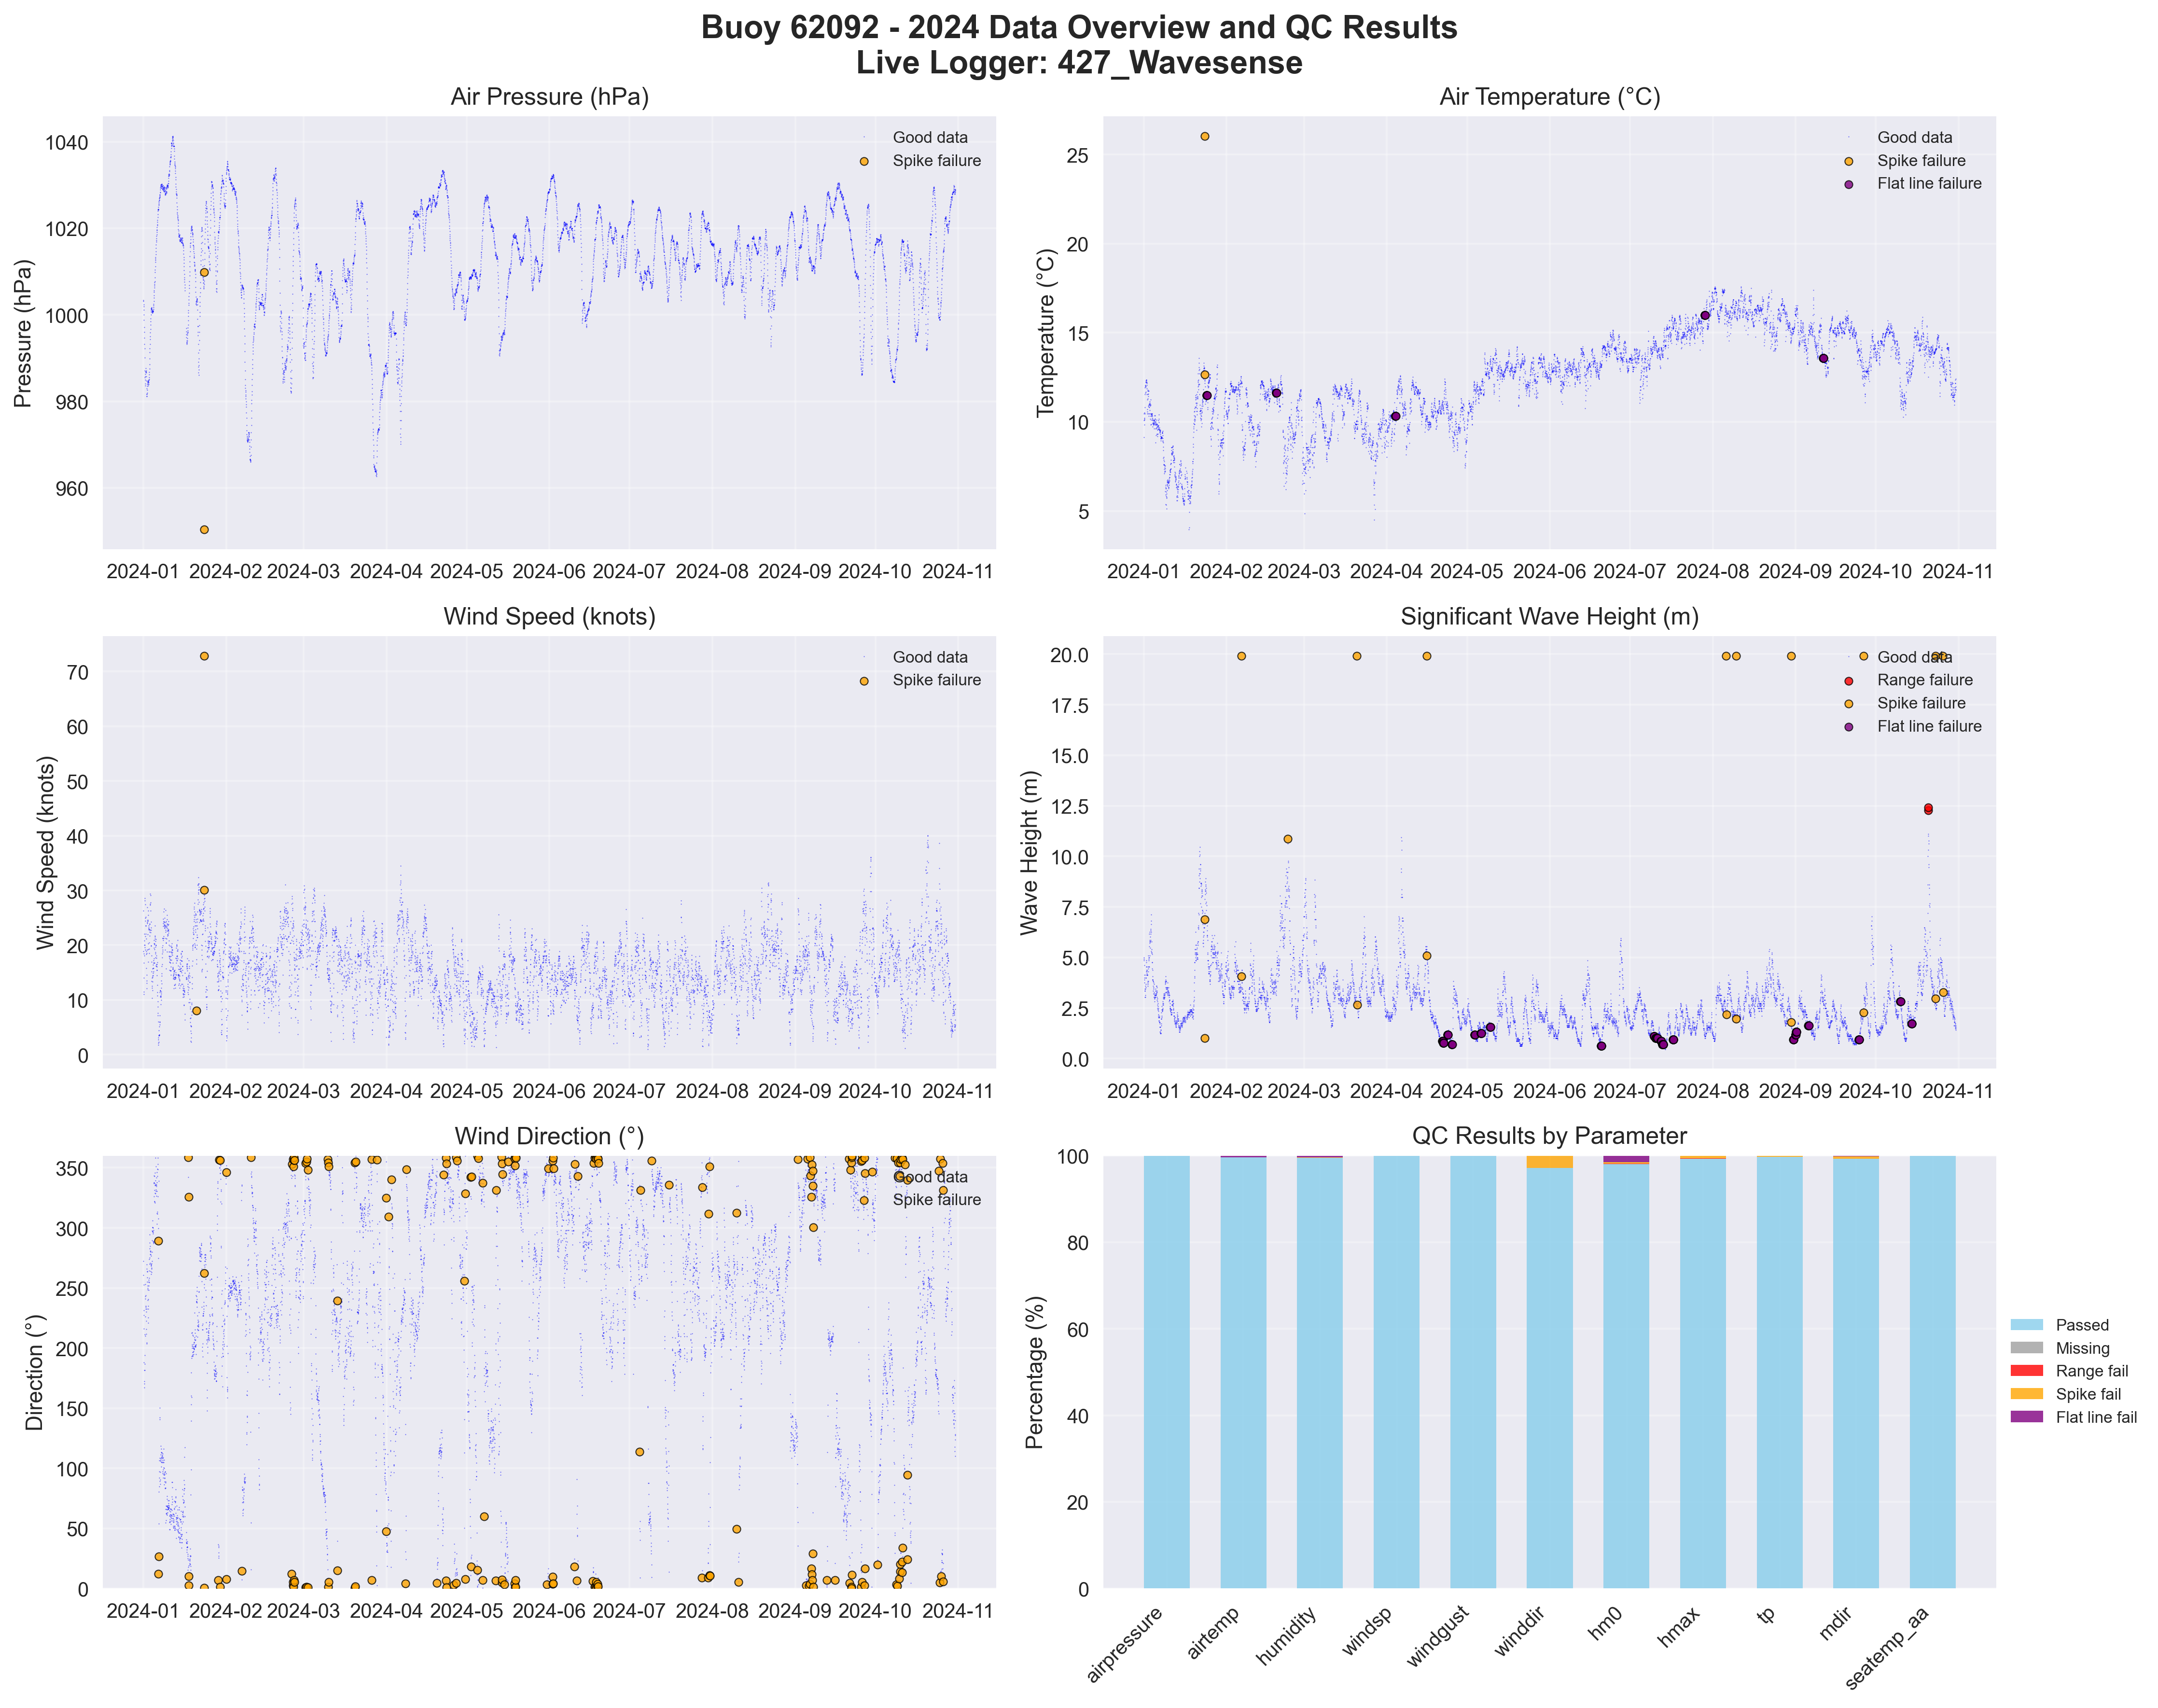 Buoy 62092 - 2024 Data Overview and QC Results
Live Logger: 427_Wavesense
Air Pressure (hPa)
Pressure (hPa)
1040
1020
1000
980
960
Good data
Spike failure
2024-01 2024-02 2024-03 2024-04 2024-05 2024-06 2024-07 2024-08 2024-09 2024-10 2024-11
Air Temperature (°C)
Temperature (°C)
25
20
15
10
5
Good data
Spike failure
Flat line failure
2024-01 2024-02 2024-03 2024-04 2024-05 2024-06 2024-07 2024-08 2024-09 2024-10 2024-11
Wind Speed (knots)
Wind Speed (knots)
70
60
50
40
30
20
10
0
Good data
Spike failure
2024-01 2024-02 2024-03 2024-04 2024-05 2024-06 2024-07 2024-08 2024-09 2024-10 2024-11
Significant Wave Height (m)
Wave Height (m)
20.0
17.5
15.0
12.5
10.0
7.5
5.0
2.5
0.0
Good data
Range failure
Spike failure
Flat line failure
2024-01 2024-02 2024-03 2024-04 2024-05 2024-06 2024-07 2024-08 2024-09 2024-10 2024-11
Wind Direction (°)
Direction (°)
350
300
250
200
150
100
50
0
Good data
Spike failure
2024-01 2024-02 2024-03 2024-04 2024-05 2024-06 2024-07 2024-08 2024-09 2024-10 2024-11
QC Results by Parameter
Percentage (%)
100
80
60
40
20
0
airpressure
airtemp
humidity
windsp
windgust
winddir
hm0
hmax
tp
mdir
seatemp_aa
Passed
Missing
Range fail
Spike fail
Flat line fail